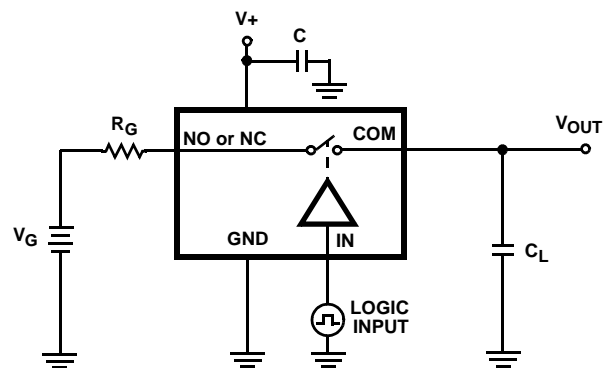 V+
C
RG
NO or NC
COM
VOUT
VG
GND
IN
CL
LOGIC
INPUT